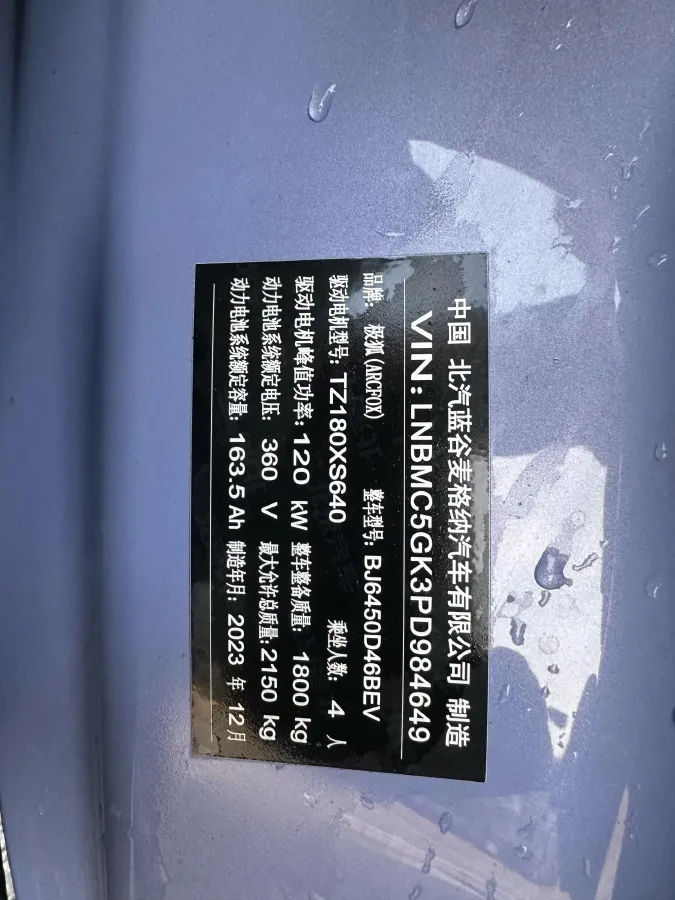 中国 北汽蓝谷麦格纳汽车有限公司 制造
VIN: LNBMC5GK3PD984649
品牌: 极狐(ARCFOX) 整车型号: BJ6450D46BEV
驱动电机型号: TZ180XS640 乘坐人数: 4 人
驱动电机峰值功率: 120 kW 整车整备质量: 1800 kg
动力电池系统额定电压: 360 V 最大允许总质量: 2150 kg
动力电池系统额定容量: 163.5 Ah 制造年月: 2023 年 12月